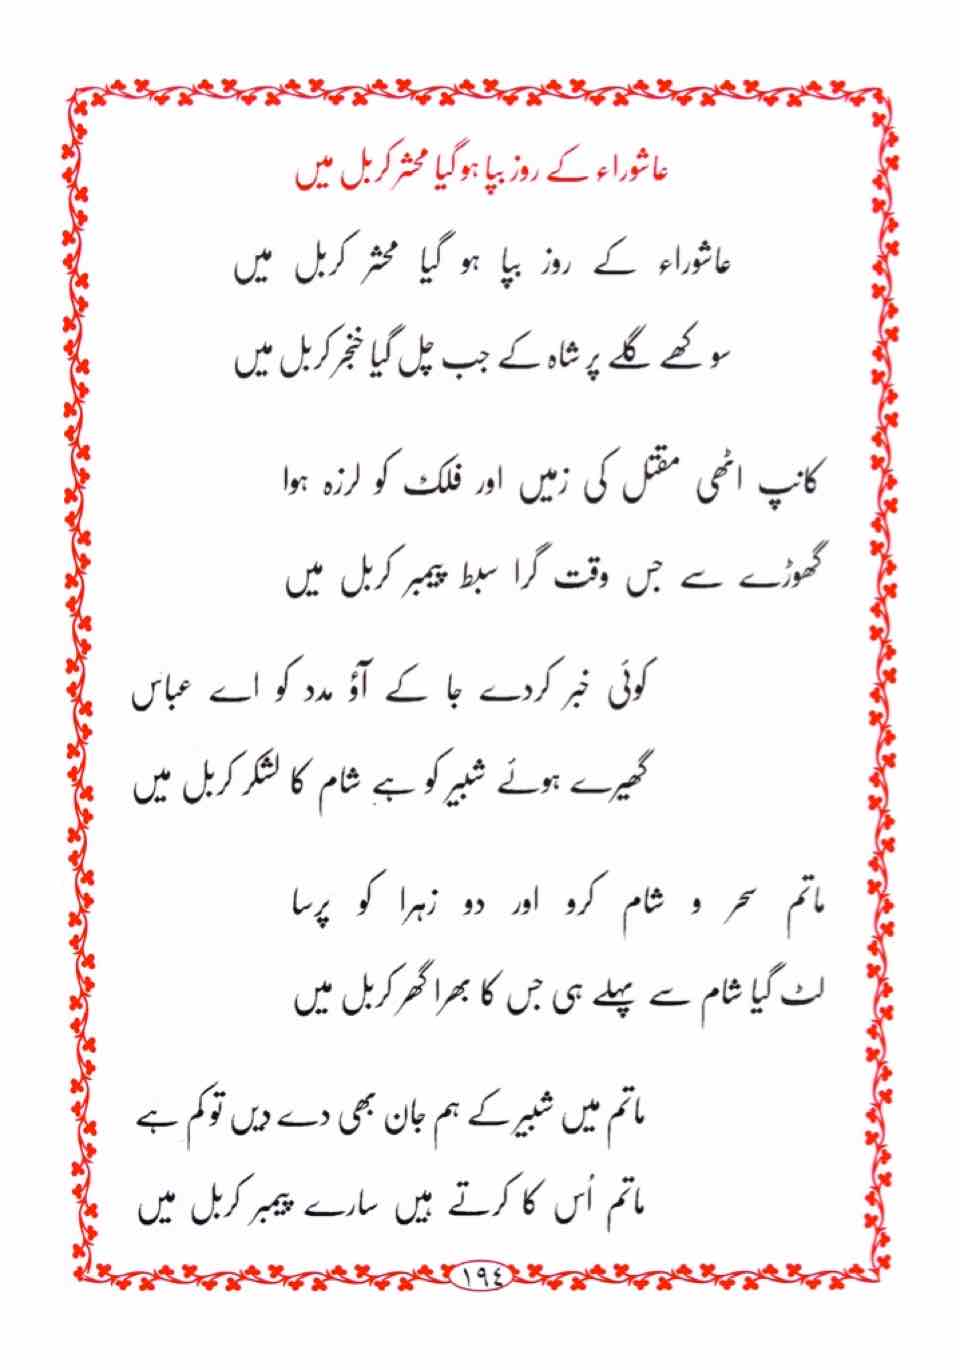 عاشوراء کے روز بپا ہو گیا محشر کربل میں
عاشوراء کے روز بپا ہو گیا محشر کربل میں
سوکھے گلے پر شاہ کے جب چل گیا خنجر کربل میں
کانپ اٹھی مقتل کی زمیں اور فلک کو لرزہ ہوا
گھوڑے سے جس وقت گرا سبط پیمبر کربل میں
کوئی خبر کردے جا کے آؤ مدد کو اے عباس
گھیرے ہوئے شبیر کو ہے شام کا لشکر کربل میں
ماتم سحر و شام کرو اور دو زہرا کو پرسا
لٹ گیا شام سے پہلے ہی جس کا بھرا گھر کربل میں
ماتم میں شبیر کے ہم جان بھی دے دیں تو کم ہے
ماتم اُس کا کرتے ہیں سارے پیمبر کربل میں
١٩٤